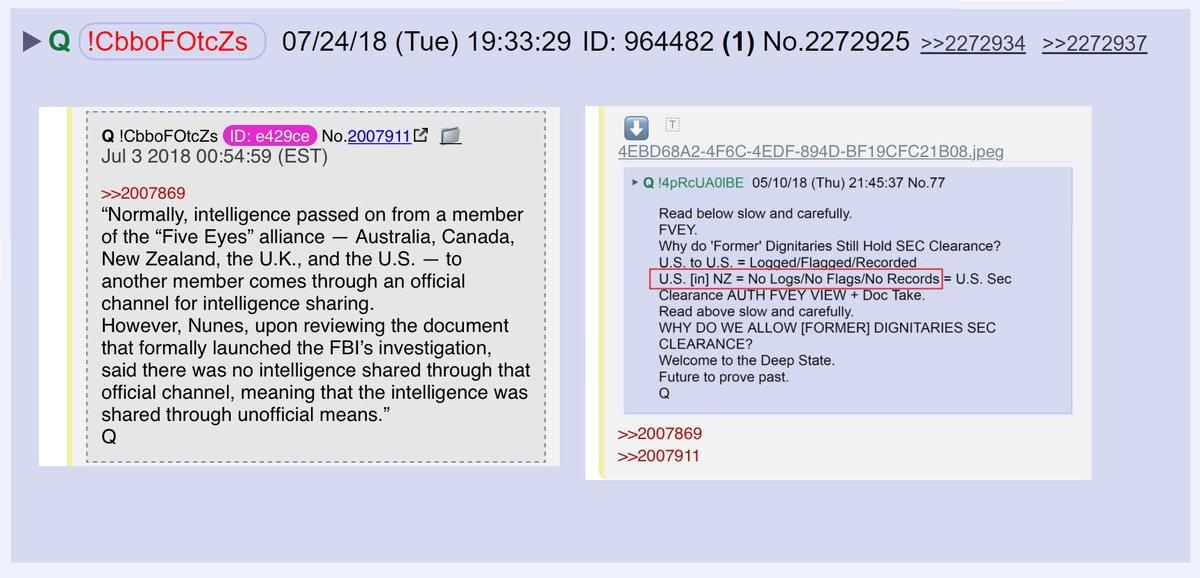 ▶ Q !CbboFOtcZs 07/24/18 (Tue) 19:33:29 ID: 964482 (1) No.2272925 >>2272934 >>2272937
Q !CbboFOtcZs ID: e429ce No.2007911
Jul 3 2018 00:54:59 (EST)
>>2007869
“Normally, intelligence passed on from a member
of the “Five Eyes” alliance — Australia, Canada,
New Zealand, the U.K., and the U.S. — to
another member comes through an official
channel for intelligence sharing.
However, Nunes, upon reviewing the document
that formally launched the FBI’s investigation,
said there was no intelligence shared through that
official channel, meaning that the intelligence was
shared through unofficial means.”
Q
T
4EBD68A2-4F6C-4EDF-894D-BF19CFC21B08.jpeg
Q !4pRcUA0lBE 05/10/18 (Thu) 21:45:37 No.77
Read below slow and carefully.
FVEY.
Why do 'Former' Dignitaries Still Hold SEC Clearance?
U.S. to U.S. = Logged/Flagged/Recorded
U.S. [in] NZ = No Logs/No Flags/No Records = U.S. Sec
Clearance AUTH FVEY VIEW + Doc Take.
Read above slow and carefully.
WHY DO WE ALLOW [FORMER] DIGNITARIES SEC
CLEARANCE?
Welcome to the Deep State.
Future to prove past.
Q
>>2007869
>>2007911